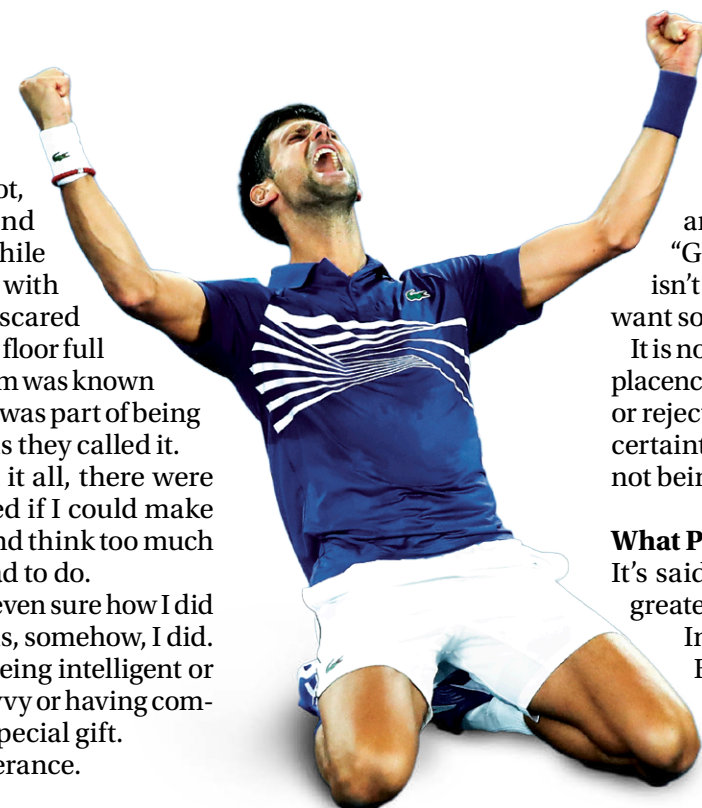 ot,
nd
hile
with
scared
floor full
m was known
was part of being
s they called it.
it all, there were
ed if I could make
nd think too much
d to do.
even sure how I did
s, somehow, I did.
eing intelligent or
vvy or having com-
pecial gift.
erance.
ar
“G
isn’t
want so
It is no
placenc
or reject
certaint
not bein
What P
It’s said
greate
In